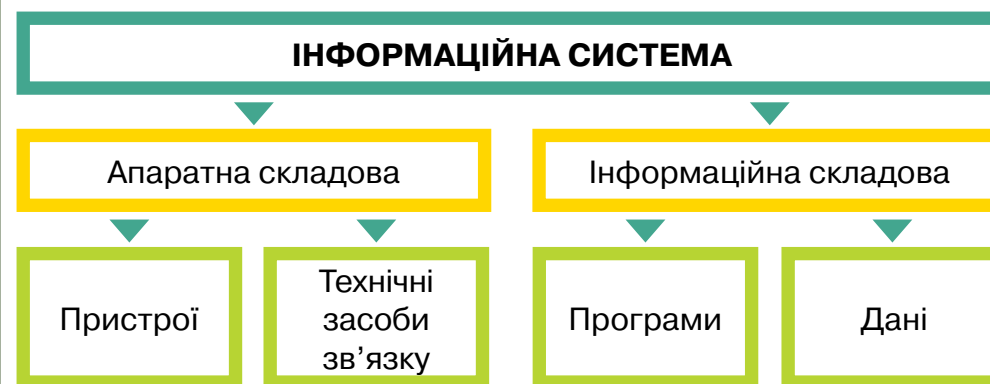 ІНФОРМАЦІЙНА СИСТЕМА
Апаратна складова
Інформаційна складова
Пристрої
Технічні
засоби
зв’язку
Програми
Дані